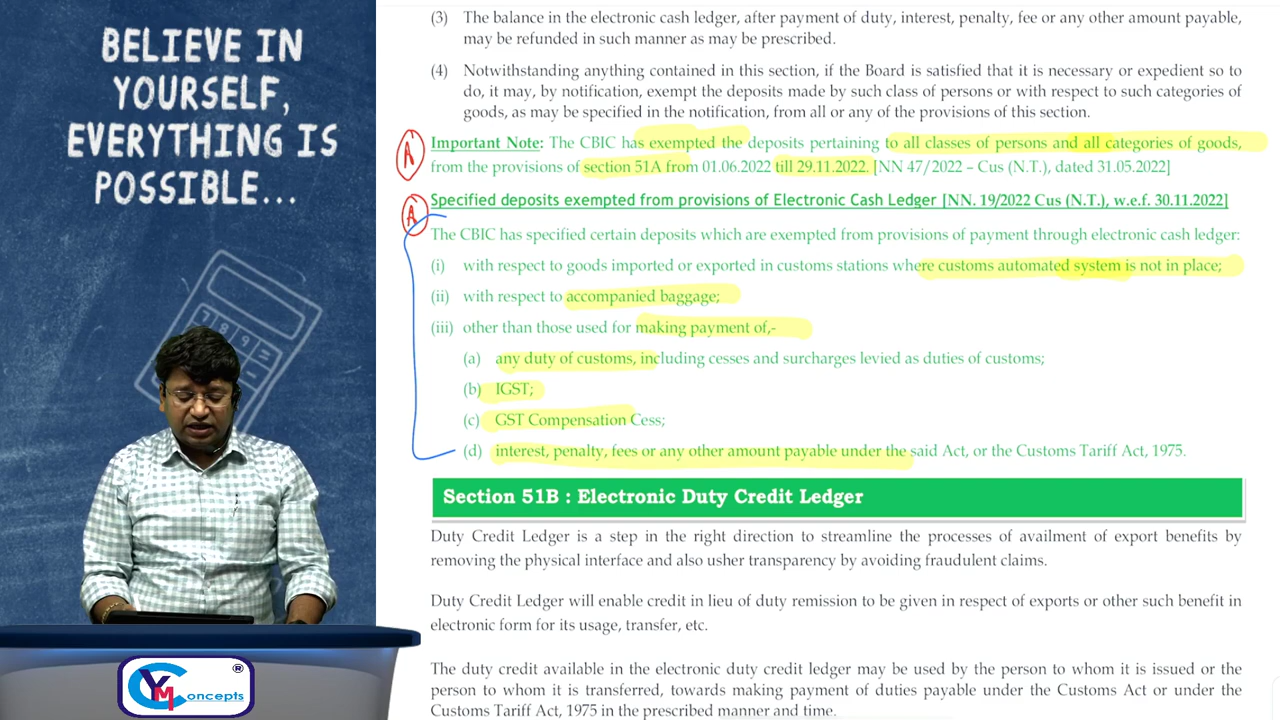 BELIEVE IN
YOURSELF,
EVERYTHING IS
POSSIBLE...
YM Concepts ®
(3) The balance in the electronic cash ledger, after payment of duty, interest, penalty, fee or any other amount payable,
may be refunded in such manner as may be prescribed.
(4) Notwithstanding anything contained in this section, if the Board is satisfied that it is necessary or expedient so to
do, it may, by notification, exempt the deposits made by such class of persons or with respect to such categories of
goods, as may be specified in the notification, from all or any of the provisions of this section.
A Important Note: The CBIC has exempted the deposits pertaining to all classes of persons and all categories of goods,
from the provisions of section 51A from 01.06.2022 till 29.11.2022. [NN 47/2022 – Cus (N.T.), dated 31.05.2022]
A Specified deposits exempted from provisions of Electronic Cash Ledger [NN. 19/2022 Cus (N.T.), w.e.f. 30.11.2022]
The CBIC has specified certain deposits which are exempted from provisions of payment through electronic cash ledger:
(i) with respect to goods imported or exported in customs stations where customs automated system is not in place;
(ii) with respect to accompanied baggage;
(iii) other than those used for making payment of,-
(a) any duty of customs, including cesses and surcharges levied as duties of customs;
(b) IGST;
(c) GST Compensation Cess;
(d) interest, penalty, fees or any other amount payable under the said Act, or the Customs Tariff Act, 1975.
Section 51B : Electronic Duty Credit Ledger
Duty Credit Ledger is a step in the right direction to streamline the processes of availment of export benefits by
removing the physical interface and also usher transparency by avoiding fraudulent claims.
Duty Credit Ledger will enable credit in lieu of duty remission to be given in respect of exports or other such benefit in
electronic form for its usage, transfer, etc.
The duty credit available in the electronic duty credit ledger may be used by the person to whom it is issued or the
person to whom it is transferred, towards making payment of duties payable under the Customs Act or under the
Customs Tariff Act, 1975 in the prescribed manner and time.